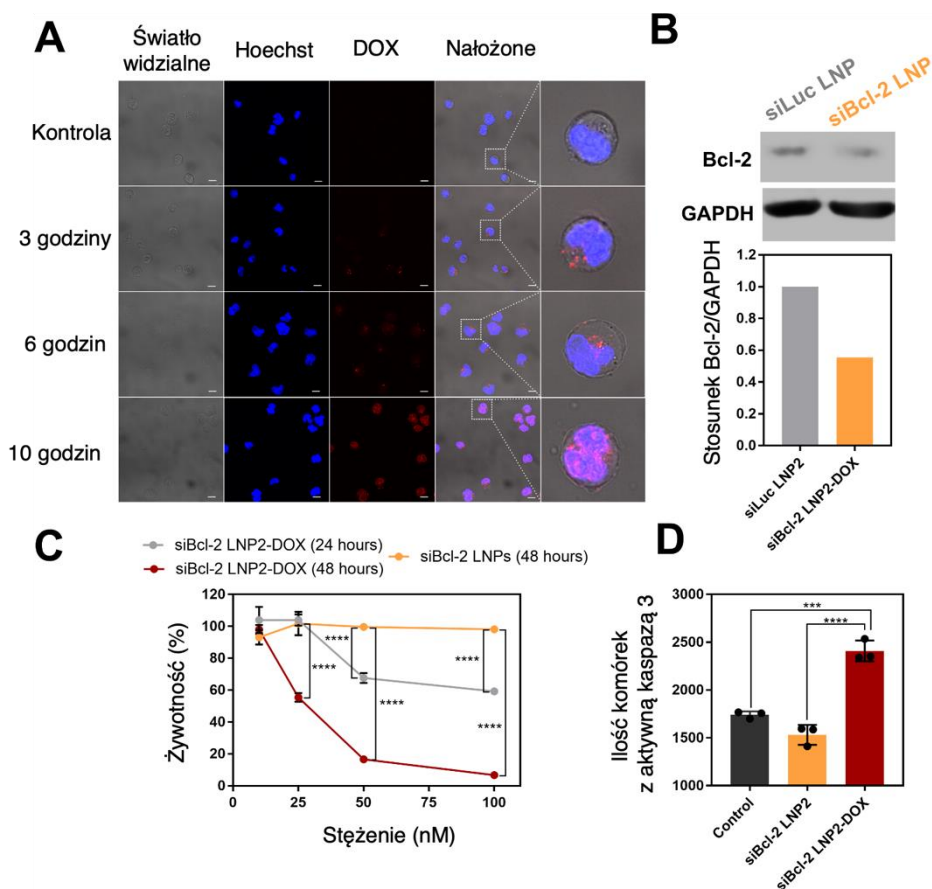 A
Światło
widzialne
Hoechst
DOX
Nałożone
Kontrola
3 godziny
6 godzin
10 godzin
B
siLuc LNP
siBcl-2 LNP
Bcl-2
GAPDH
Stosunek Bcl-2/GAPDH
1.2
1.0
0.8
0.6
0.4
0.2
0.0
siLuc LNP2
siBcl-2 LNP2-DOX
C
siBcl-2 LNP2-DOX (24 hours)
siBcl-2 LNPs (48 hours)
siBcl-2 LNP2-DOX (48 hours)
Żywotność (%)
120
100
80
60
40
20
0
****
****
****
****
****
0
25
50
75
100
Stężenie (nM)
D
Ilość komórek
z aktywną kaspazą 3
3000
2500
2000
1500
1000
***
****
Control
siBcl-2 LNP2
siBcl-2 LNP2-DOX